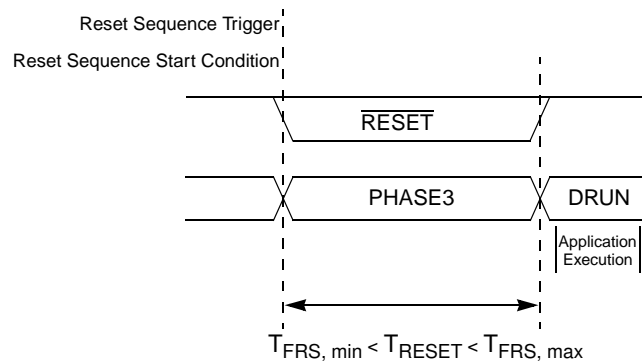 Reset Sequence Trigger
Reset Sequence Start Condition
RESET
PHASE3
DRUN
Application
Execution
TFRS, min < TRESET < TFRS, max